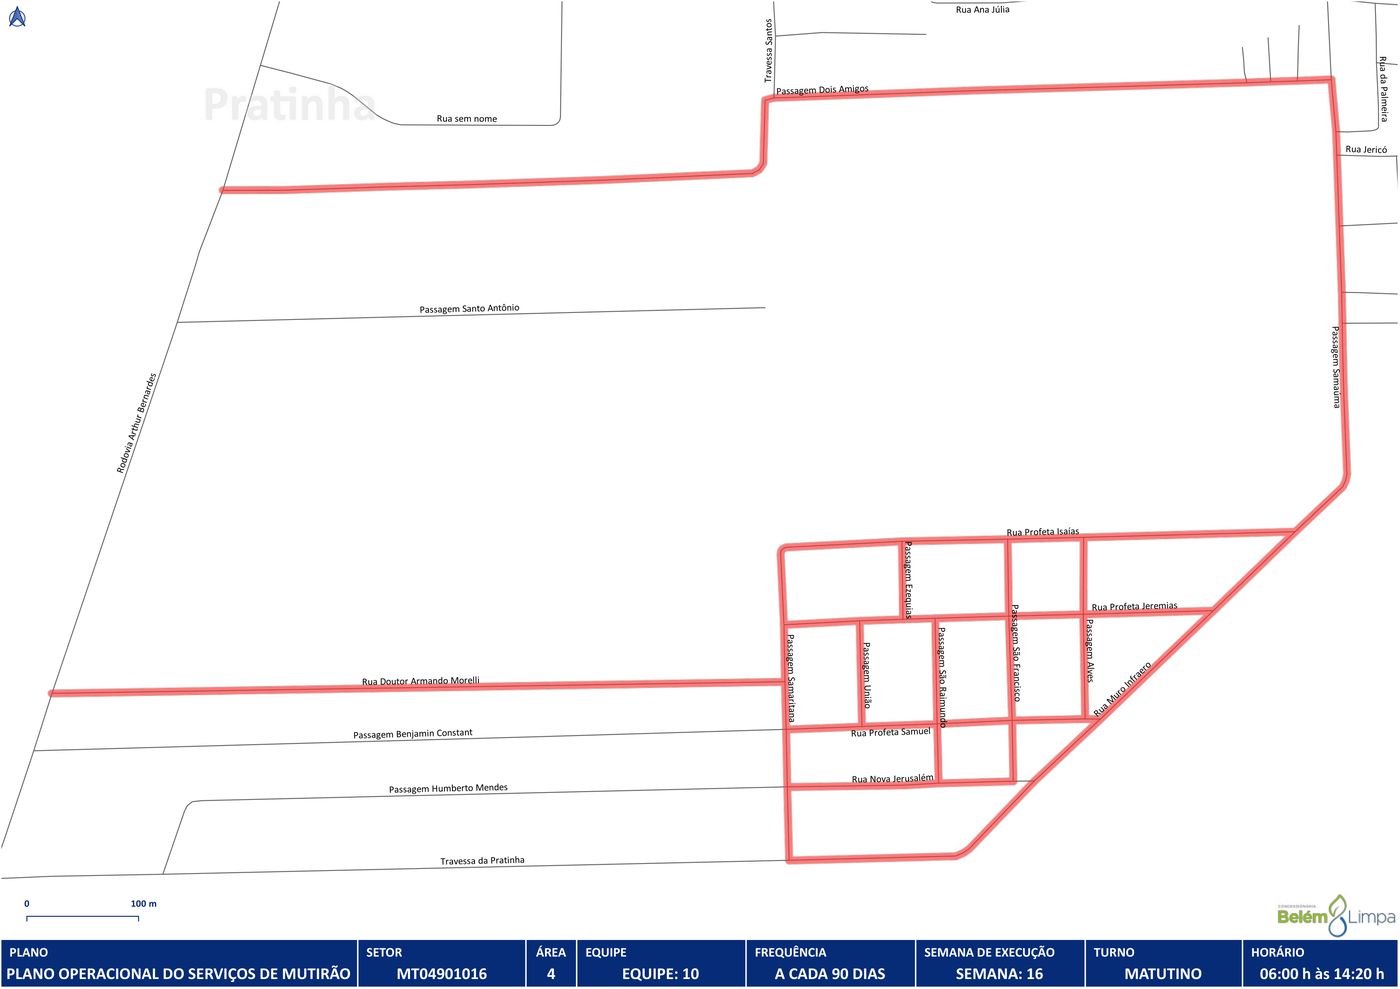 Rua Ana Júlia
Travessa Santos
Rua da Palmeira
Pratinha
Passagem Dois Amigos
Rua sem nome
Rua Jericó
Passagem Santo Antônio
Passagem Samaúma
Rodovia Arthur Bernardes
Rua Profeta Isaías
Passagem Ezequias
Rua Profeta Jeremias
Passagem Samaritana
Passagem União
Passagem São Raimundo
Passagem São Francisco
Passagem Alves
Rua Muro Infraero
Rua Doutor Armando Morelli
Passagem Benjamin Constant
Rua Profeta Samuel
Rua Nova Jerusalém
Passagem Humberto Mendes
Travessa da Pratinha
0 100 m
CONCESSIONÁRIA
Belém Limpa
PLANO SETOR ÁREA EQUIPE FREQUÊNCIA SEMANA DE EXECUÇÃO TURNO HORÁRIO
PLANO OPERACIONAL DO SERVIÇOS DE MUTIRÃO MT04901016 4 EQUIPE: 10 A CADA 90 DIAS SEMANA: 16 MATUTINO 06:00 h às 14:20 h